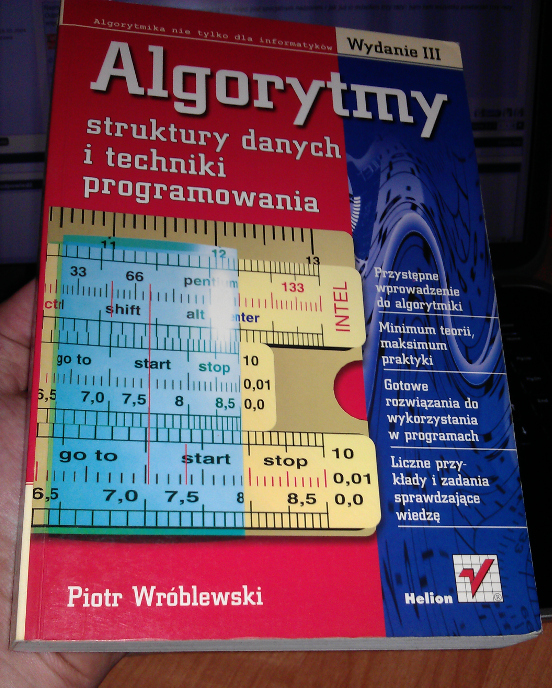 Algorytmika nie tylko dla informatyków
Wydanie III
Algorytmy
struktury danych
i techniki
programowania
11 12 13
33 66 pentium 133
ctrl shift alt enter
INTEL
go to start stop 10
0,01
6,5 7,0 7,5 8 8,5 0,0
go to start stop 10
0,01
6,5 7,0 7,5 8 8,5 0,0
Przystępne
wprowadzenie
do algorytmiki
Minimum teorii,
maksimum
praktyki
Gotowe
rozwiązania do
wykorzystania
w programach
Liczne przy-
kłady i zadania
sprawdzające
wiedzę
Piotr Wróblewski
Helion